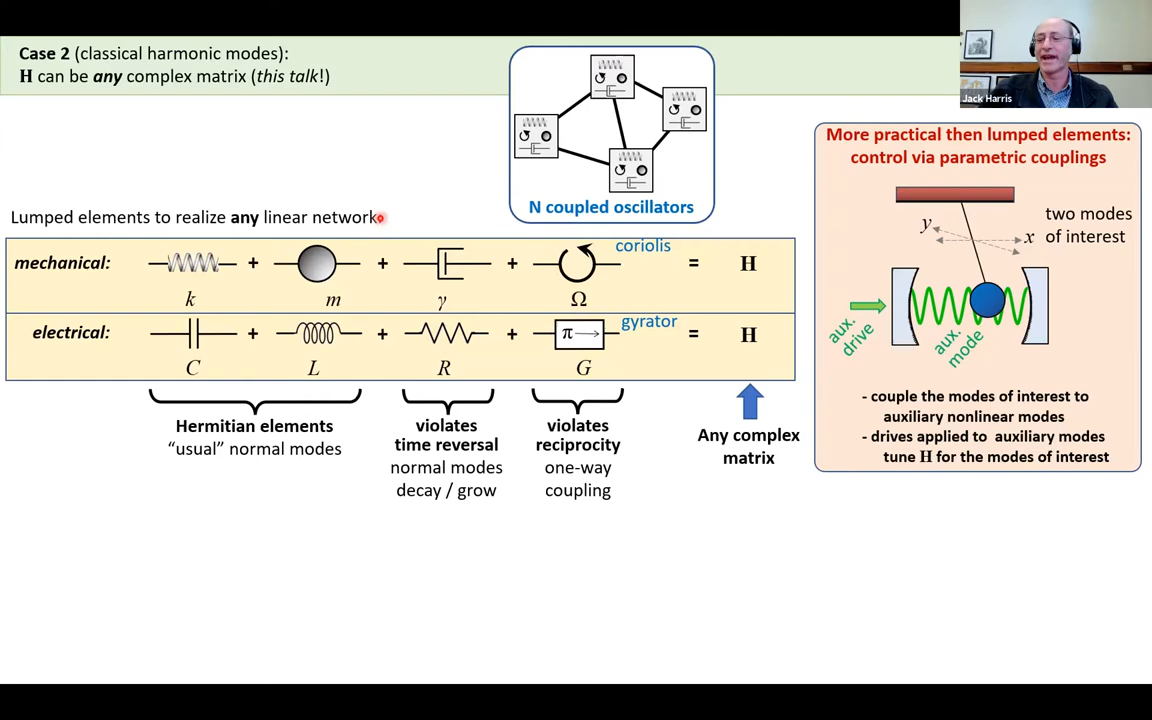 Case 2 (classical harmonic modes):
H can be any complex matrix (this talk!)
Jack Harris
N coupled oscillators
Lumped elements to realize any linear network
mechanical: + + + coriolis = H
k m γ Ω
electrical: + + + π gyrator = H
C L R G
Hermitian elements
“usual” normal modes
violates
time reversal
normal modes
decay / grow
violates
reciprocity
one-way
coupling
Any complex
matrix
More practical then lumped elements:
control via parametric couplings
y
x
two modes
of interest
aux.
drive
aux.
mode
- couple the modes of interest to
auxiliary nonlinear modes
- drives applied to auxiliary modes
tune H for the modes of interest